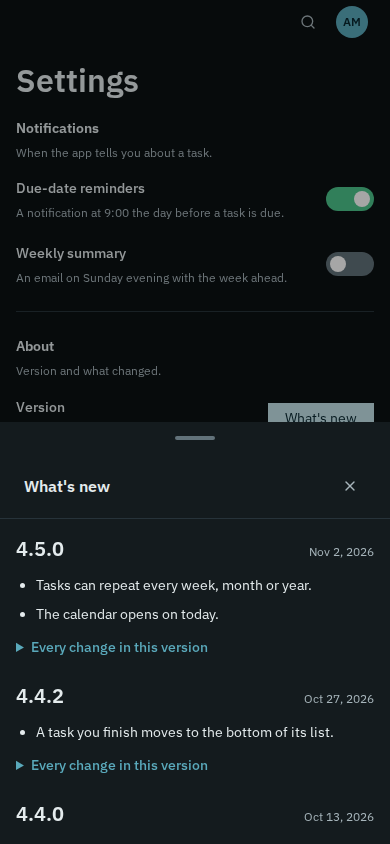 AM
Settings
Notifications
When the app tells you about a task.
Due-date reminders
A notification at 9:00 the day before a task is due.
Weekly summary
An email on Sunday evening with the week ahead.
About
Version and what changed.
Version
What's new
What's new
4.5.0
Nov 2, 2026
• Tasks can repeat every week, month or year.
• The calendar opens on today.
Every change in this version
4.4.2
Oct 27, 2026
• A task you finish moves to the bottom of its list.
Every change in this version
4.4.0
Oct 13, 2026